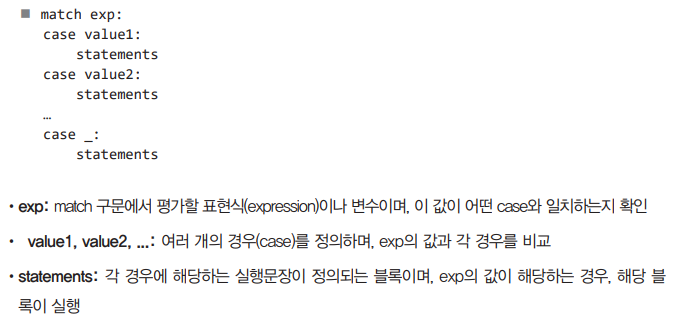 ■ match exp:
case value1:
statements
case value2:
statements
…
case _:
statements
• exp: match 구문에서 평가할 표현식(expression)이나 변수이며, 이 값이 어떤 case와 일치하는지 확인
• value1, value2, ...: 여러 개의 경우(case)를 정의하며, exp의 값과 각 경우를 비교
• statements: 각 경우에 해당하는 실행문장이 정의되는 블록이며, exp의 값이 해당하는 경우, 해당 블
록이 실행